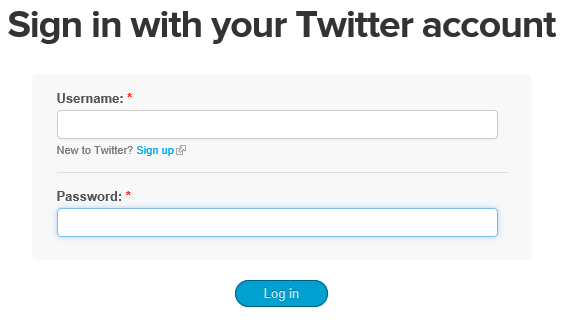 Sign in with your Twitter account
Username: *
New to Twitter? Sign up
Password: *
Log in